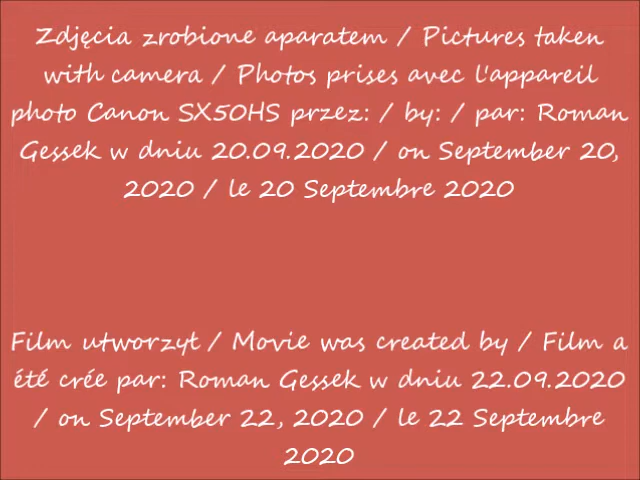 Zdjęcia zrobione aparatem / Pictures taken
with camera / Photos prises avec l'appareil
photo Canon SX50HS przez: / by: / par: Roman
Gessek w dniu 20.09.2020 / on September 20,
2020 / le 20 Septembre 2020
Film utworzył / Movie was created by / Film a
été crée par: Roman Gessek w dniu 22.09.2020
/ on September 22, 2020 / le 22 Septembre
2020